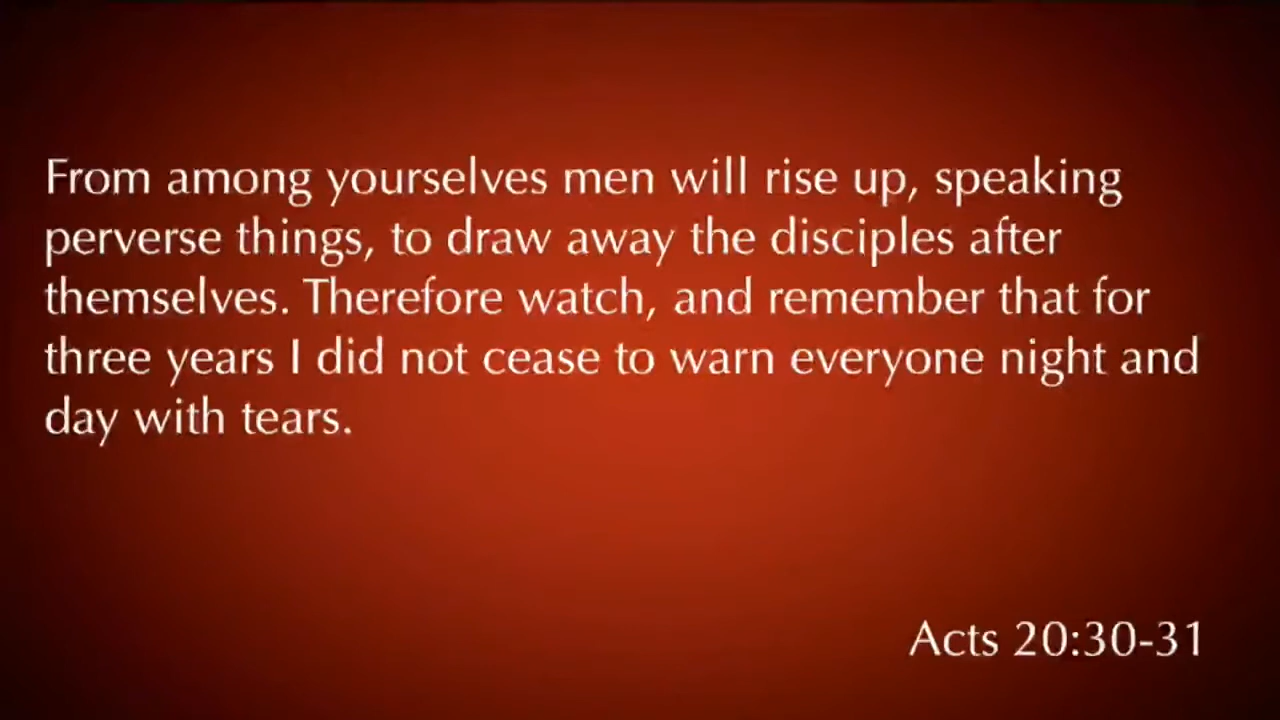 From among yourselves men will rise up, speaking
perverse things, to draw away the disciples after
themselves. Therefore watch, and remember that for
three years I did not cease to warn everyone night and
day with tears.
Acts 20:30-31